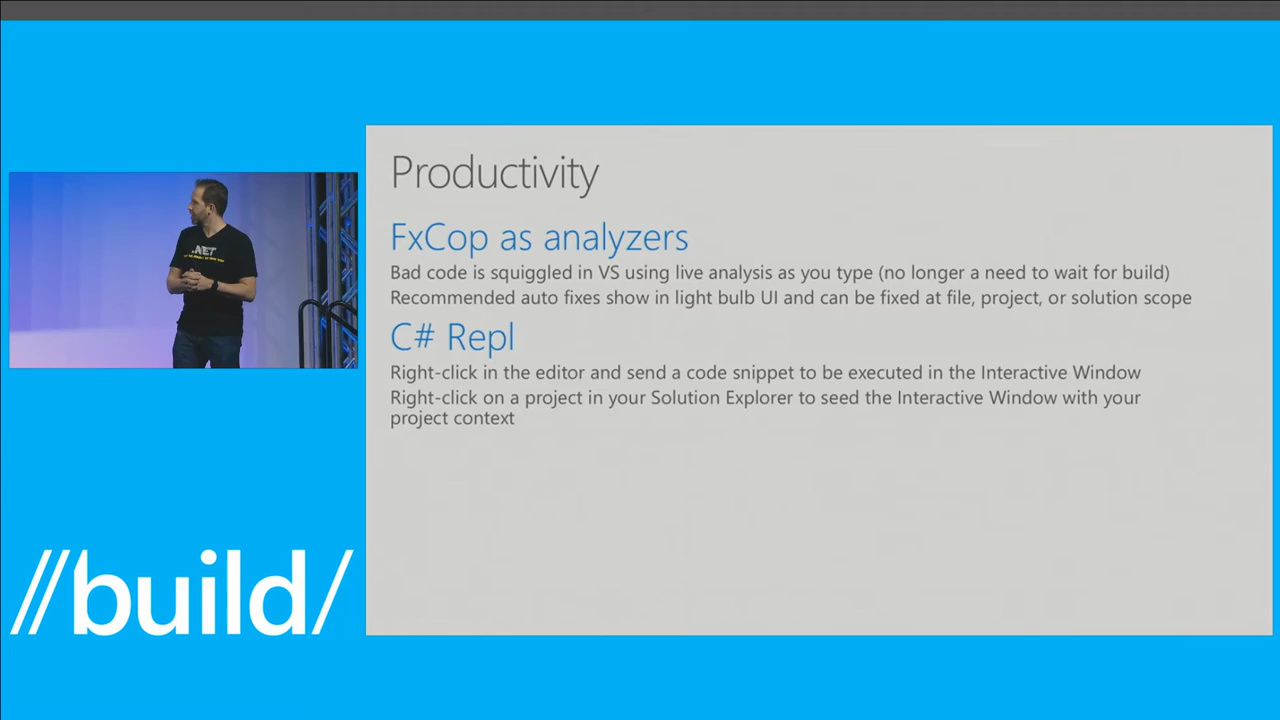 Productivity
FxCop as analyzers
Bad code is squiggled in VS using live analysis as you type (no longer a need to wait for build)
Recommended auto fixes show in light bulb UI and can be fixed at file, project, or solution scope
C# Repl
Right-click in the editor and send a code snippet to be executed in the Interactive Window
Right-click on a project in your Solution Explorer to seed the Interactive Window with your
project context
.NET
//build/